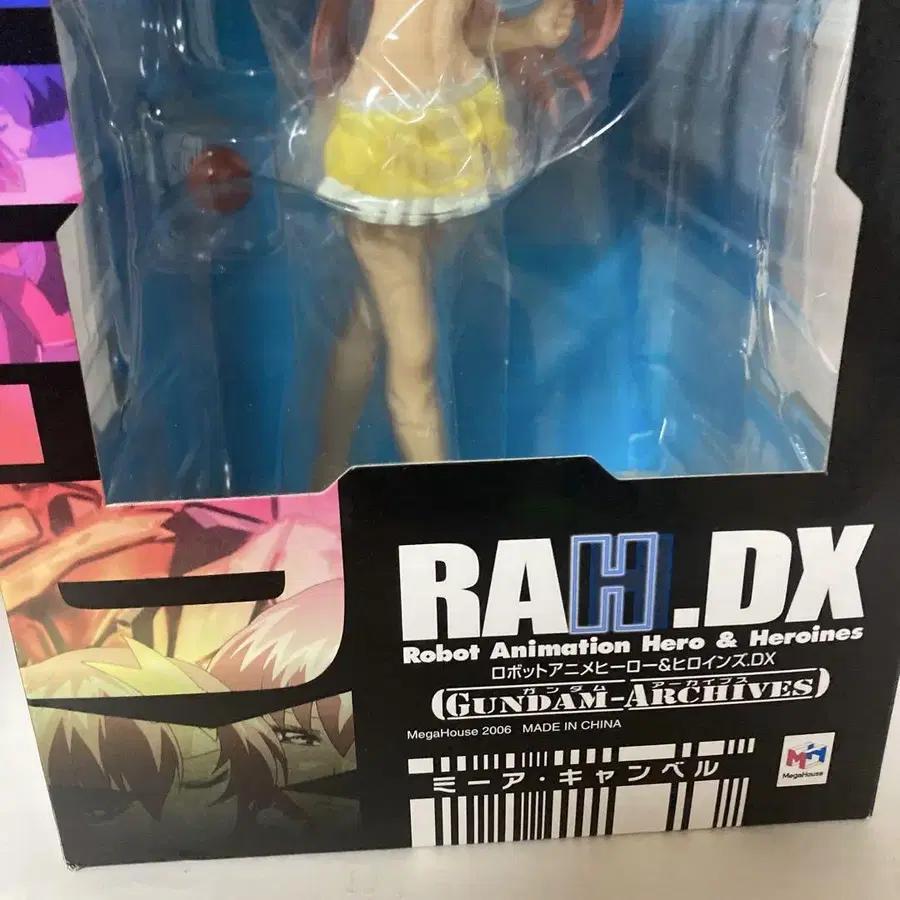 RAH.DX
Robot Animation Hero & Heroines
ロボットアニメヒーロー&ヒロインズ.DX
ガンダム アーカイブス
GUNDAM-ARCHIVES
MegaHouse 2006 MADE IN CHINA
ミーア・キャンベル
MH
MegaHouse